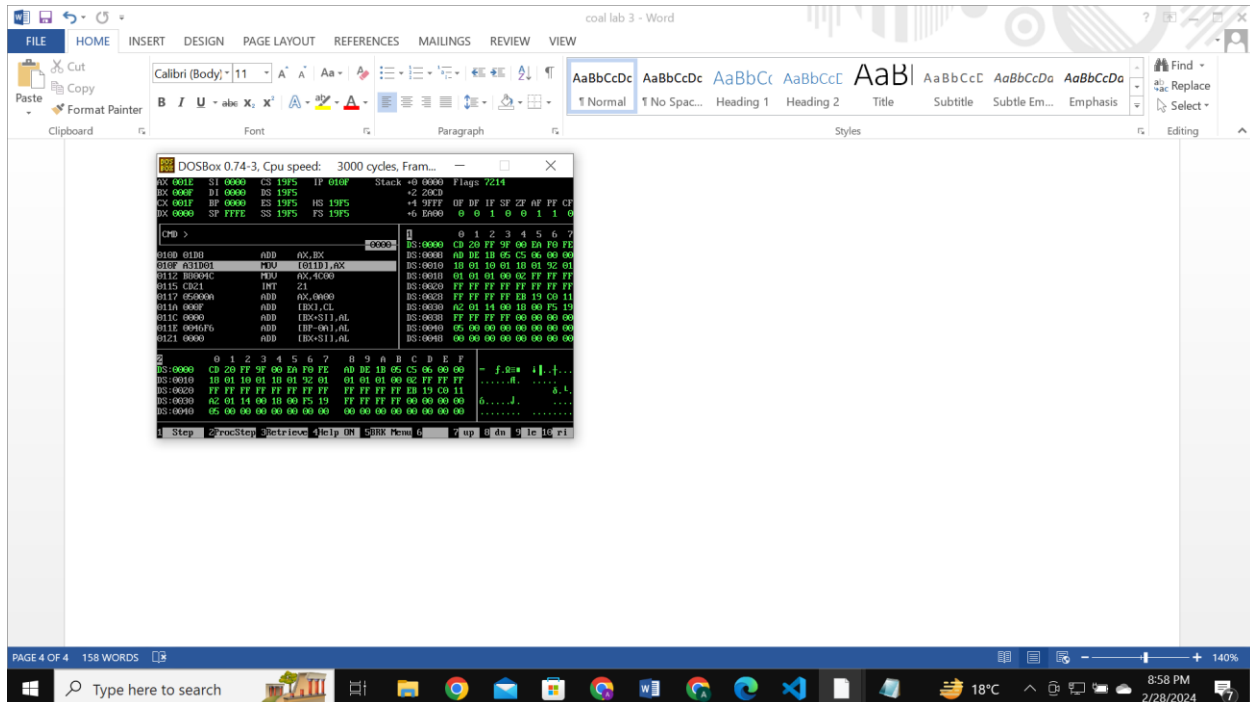 coal lab 3 - Word
FILE HOME INSERT DESIGN PAGE LAYOUT REFERENCES MAILINGS REVIEW VIEW
Paste
Cut
Copy
Format Painter
Calibri (Body) 11
AaBbCcDc AaBbCcDc AaBbCc AaBbCcC AaBl AaBbCcC AaBbCcDa AaBbCcDa
¶ Normal ¶ No Spac... Heading 1 Heading 2 Title Subtitle Subtle Em... Emphasis
Find
Replace
Select
Clipboard Font Paragraph Styles Editing
DOSBox 0.74-3, Cpu speed: 3000 cycles, Fram...
AX 001E SI 0000 CS 19F5 IP 010F Stack +0 0000 Flags 7214
BX 000F DI 0000 DS 19F5 +2 20CD
CX 001F BP 0000 ES 19F5 HS 19F5 +4 9FFF OF DF IF SF ZF AF PF CF
DX 0000 SP FFFE SS 19F5 FS 19F5 +6 EA00 0 0 1 0 0 1 1 0
CMD >
1 0 1 2 3 4 5 6 7
DS:0000 CD 20 FF 9F 00 EA F0 FE
DS:0008 AD DE 1B 05 C5 06 00 00
DS:0010 18 01 10 01 18 01 92 01
DS:0018 01 01 01 00 02 FF FF FF
DS:0020 FF FF FF FF FF FF FF FF
DS:0028 FF FF FF FF EB 19 C0 11
DS:0030 A2 01 14 00 18 00 F5 19
DS:0038 FF FF FF FF 00 00 00 00
DS:0040 05 00 00 00 00 00 00 00
DS:0048 00 00 00 00 00 00 00 00
010D 01D8 ADD AX,BX
010F A31D01 MOV [011D],AX
0112 B8004C MOV AX,4C00
0115 CD21 INT 21
0117 05000A ADD AX,0A00
011A 000F ADD [BX],CL
011C 0000 ADD [BX+SI],AL
011E 0046F6 ADD [BP-0A],AL
0121 0000 ADD [BX+SI],AL
2 0 1 2 3 4 5 6 7 8 9 A B C D E F
DS:0000 CD 20 FF 9F 00 EA F0 FE AD DE 1B 05 C5 06 00 00
DS:0010 18 01 10 01 18 01 92 01 01 01 01 00 02 FF FF FF
DS:0020 FF FF FF FF FF FF FF FF FF FF FF FF EB 19 C0 11
DS:0030 A2 01 14 00 18 00 F5 19 FF FF FF FF 00 00 00 00
DS:0040 05 00 00 00 00 00 00 00 00 00 00 00 00 00 00 00
1 Step 2ProcStep 3Retrieve 4Help ON 5BRK Menu 6 7 up 8 dn 9 le 10 ri
PAGE 4 OF 4 158 WORDS 140%
Type here to search 18°C 8:58 PM
2/28/2024